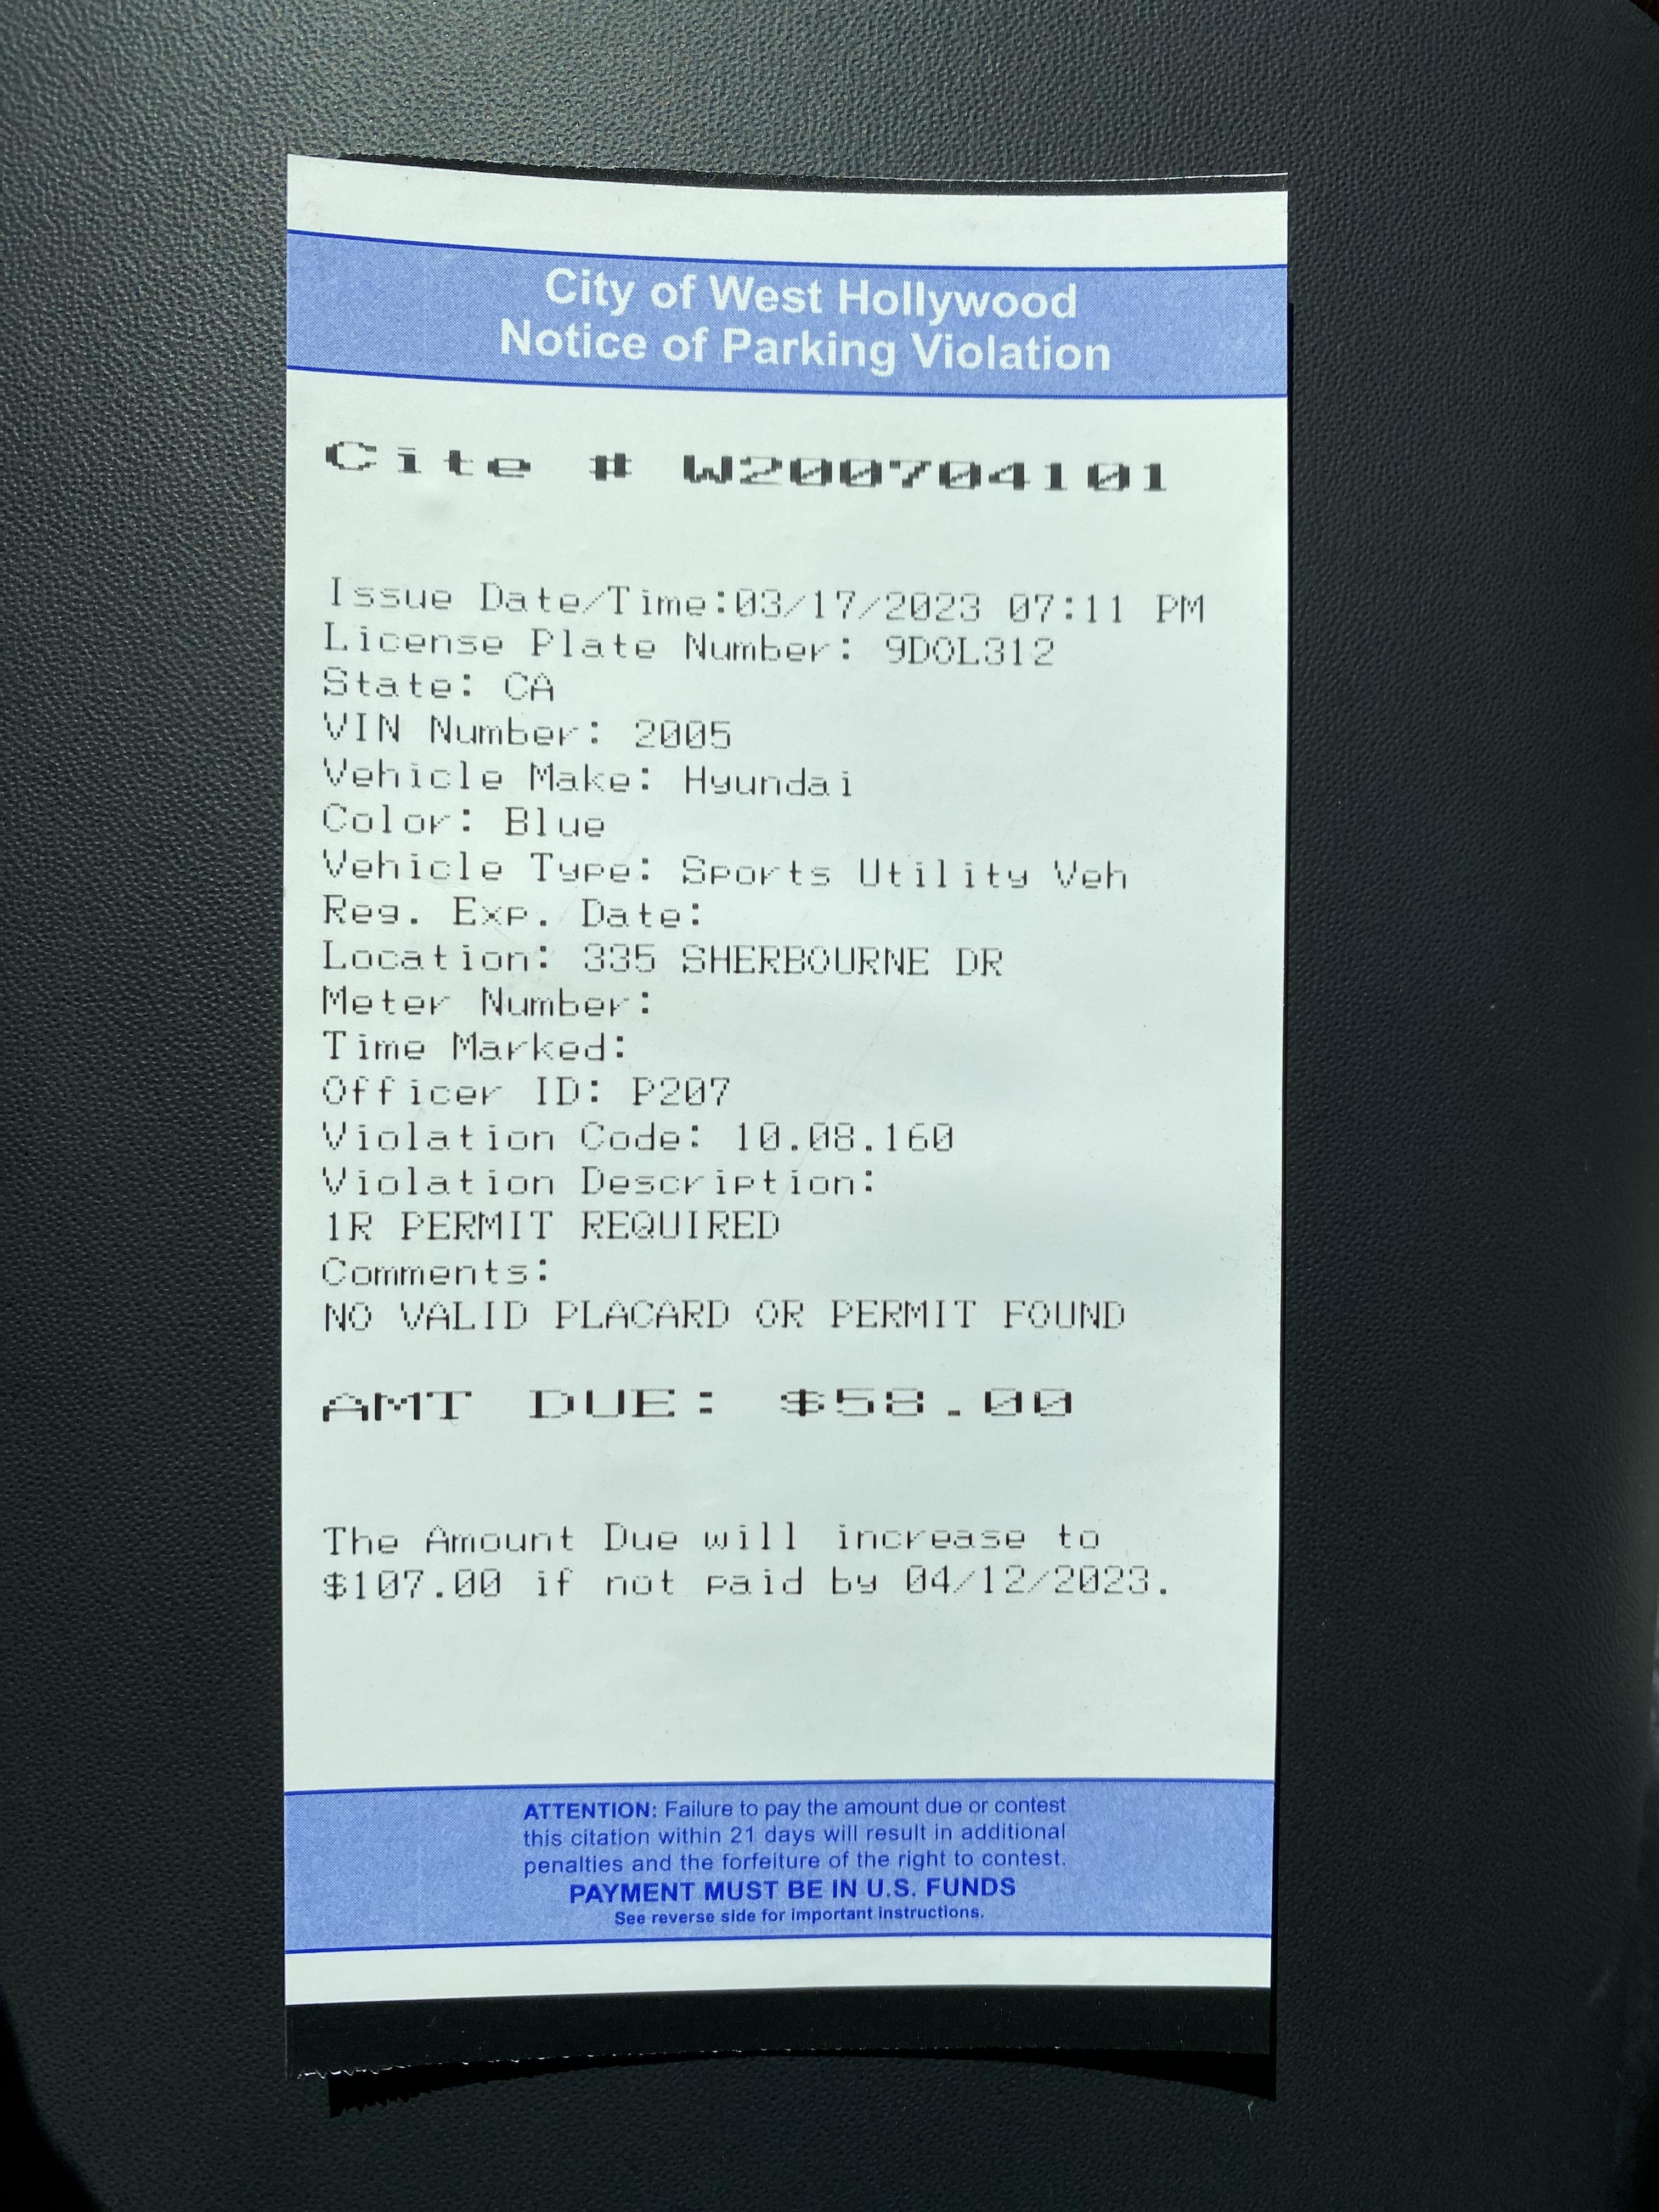 City of West Hollywood
Notice of Parking Violation
Cite # W200704101
Issue Date/Time:03/17/2023 07:11 PM
License Plate Number: 9DOL312
State: CA
VIN Number: 2005
Vehicle Make: Hyundai
Color: Blue
Vehicle Type: Sports Utility Veh
Reg. Exp. Date:
Location: 335 SHERBOURNE DR
Meter Number:
Time Marked:
Officer ID: P207
Violation Code: 10.08.160
Violation Description:
1R PERMIT REQUIRED
Comments:
NO VALID PLACARD OR PERMIT FOUND
AMT DUE: $58.00
The Amount Due will increase to
$107.00 if not paid by 04/12/2023.
ATTENTION: Failure to pay the amount due or contest
this citation within 21 days will result in additional
penalties and the forfeiture of the right to contest.
PAYMENT MUST BE IN U.S. FUNDS
See reverse side for important instructions.